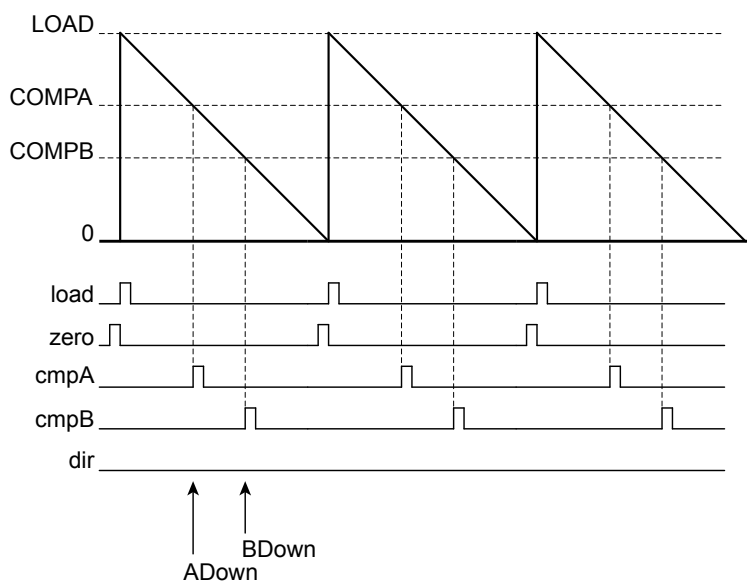 LOAD
COMPA
COMPB
0
load
zero
cmpA
cmpB
dir
BDown
ADown